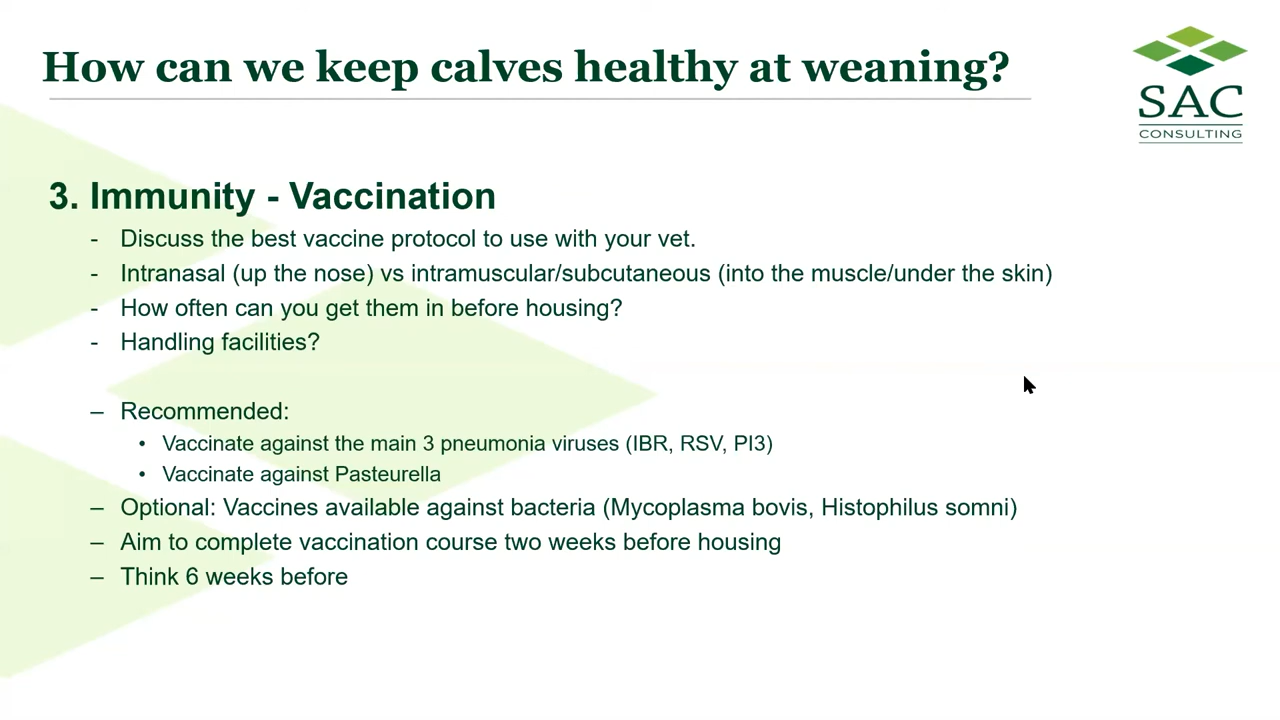 How can we keep calves healthy at weaning?
SAC
CONSULTING
3. Immunity - Vaccination
- Discuss the best vaccine protocol to use with your vet.
- Intranasal (up the nose) vs intramuscular/subcutaneous (into the muscle/under the skin)
- How often can you get them in before housing?
- Handling facilities?
– Recommended:
• Vaccinate against the main 3 pneumonia viruses (IBR, RSV, PI3)
• Vaccinate against Pasteurella
– Optional: Vaccines available against bacteria (Mycoplasma bovis, Histophilus somni)
– Aim to complete vaccination course two weeks before housing
– Think 6 weeks before